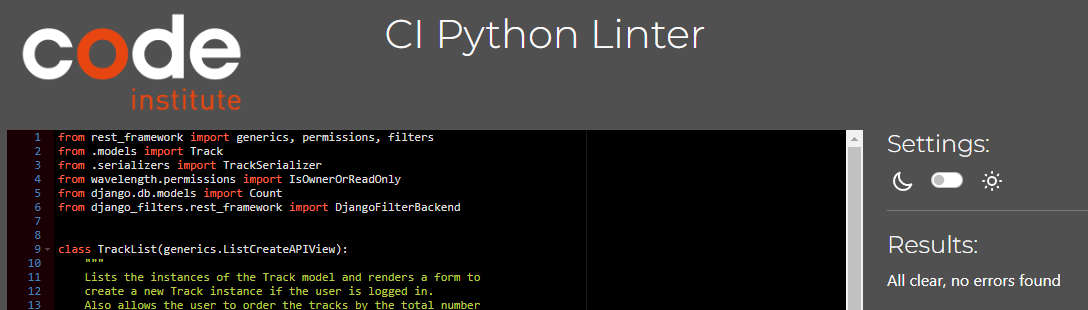 code
institute
CI Python Linter
1 from rest_framework import generics, permissions, filters
2 from .models import Track
3 from .serializers import TrackSerializer
4 from wavelength.permissions import IsOwnerOrReadOnly
5 from django.db.models import Count
6 from django_filters.rest_framework import DjangoFilterBackend
7
8
9 class TrackList(generics.ListCreateAPIView):
10 """
11 Lists the instances of the Track model and renders a form to
12 create a new Track instance if the user is logged in.
13 Also allows the user to order the tracks by the total number
Settings:
Results:
All clear, no errors found